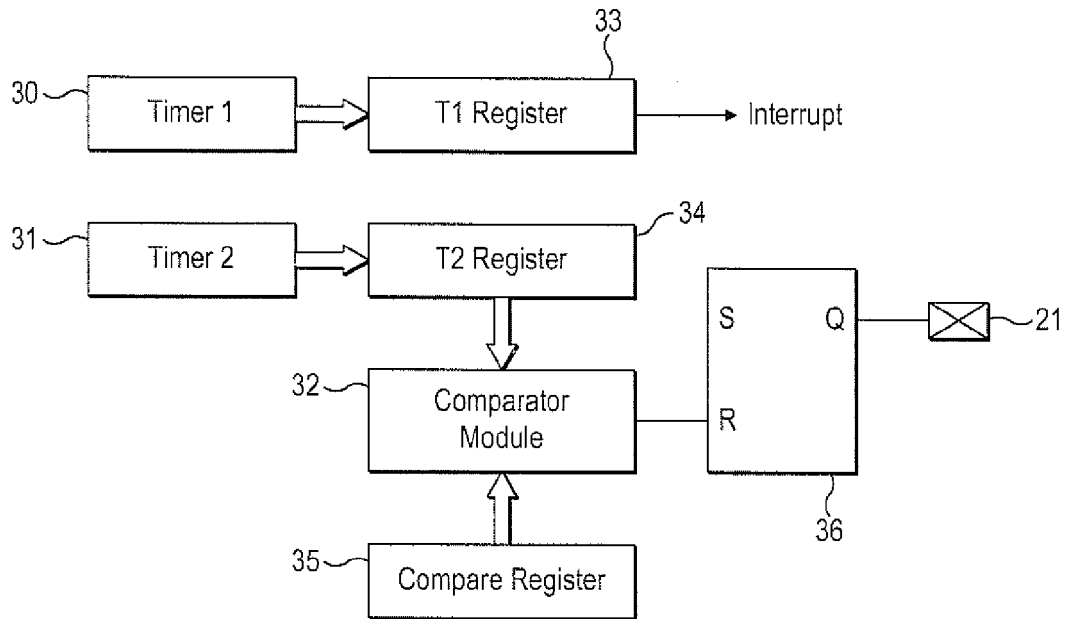 33
30
Timer 1
T1 Register
Interrupt
31
Timer 2
34
T2 Register
S
Q
21
32
Comparator
Module
R
36
35
Compare Register